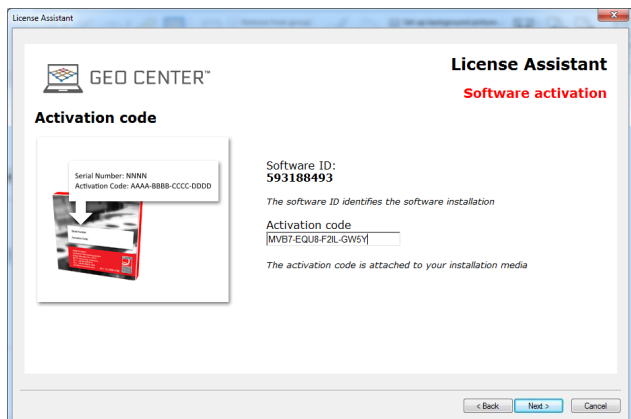 License Assistant
GEO CENTER™
License Assistant
Software activation
Activation code
Serial Number: NNNN
Activation Code: AAAA-BBBB-CCCC-DDDD
Software ID:
593188493
The software ID identifies the software installation
Activation code
MVB7-EQU8-F2IL-GW5Y
The activation code is attached to your installation media
< Back
Next >
Cancel